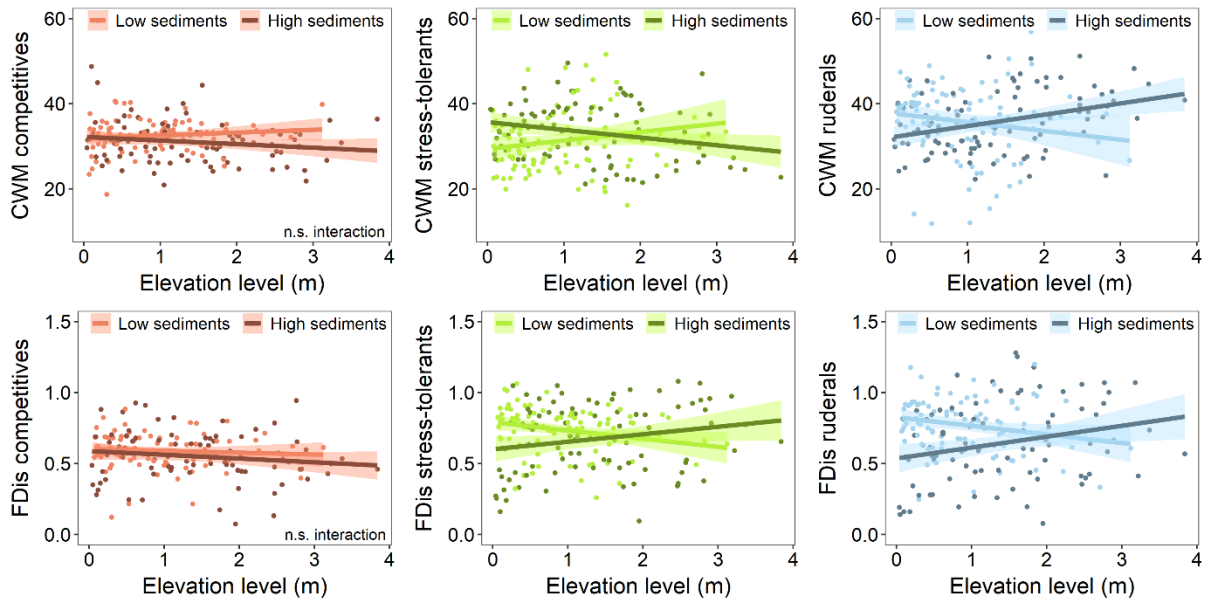 CWM competitives
60
40
20
Low sediments
High sediments
n.s. interaction
0
1
2
3
4
Elevation level (m)
CWM stress-tolerants
60
40
20
Low sediments
High sediments
0
1
2
3
4
Elevation level (m)
CWM ruderals
60
40
20
Low sediments
High sediments
0
1
2
3
4
Elevation level (m)
FDis competitives
1.5
1.0
0.5
0.0
Low sediments
High sediments
n.s. interaction
0
1
2
3
4
Elevation level (m)
FDis stress-tolerants
1.5
1.0
0.5
0.0
Low sediments
High sediments
0
1
2
3
4
Elevation level (m)
FDis ruderals
1.5
1.0
0.5
0.0
Low sediments
High sediments
0
1
2
3
4
Elevation level (m)